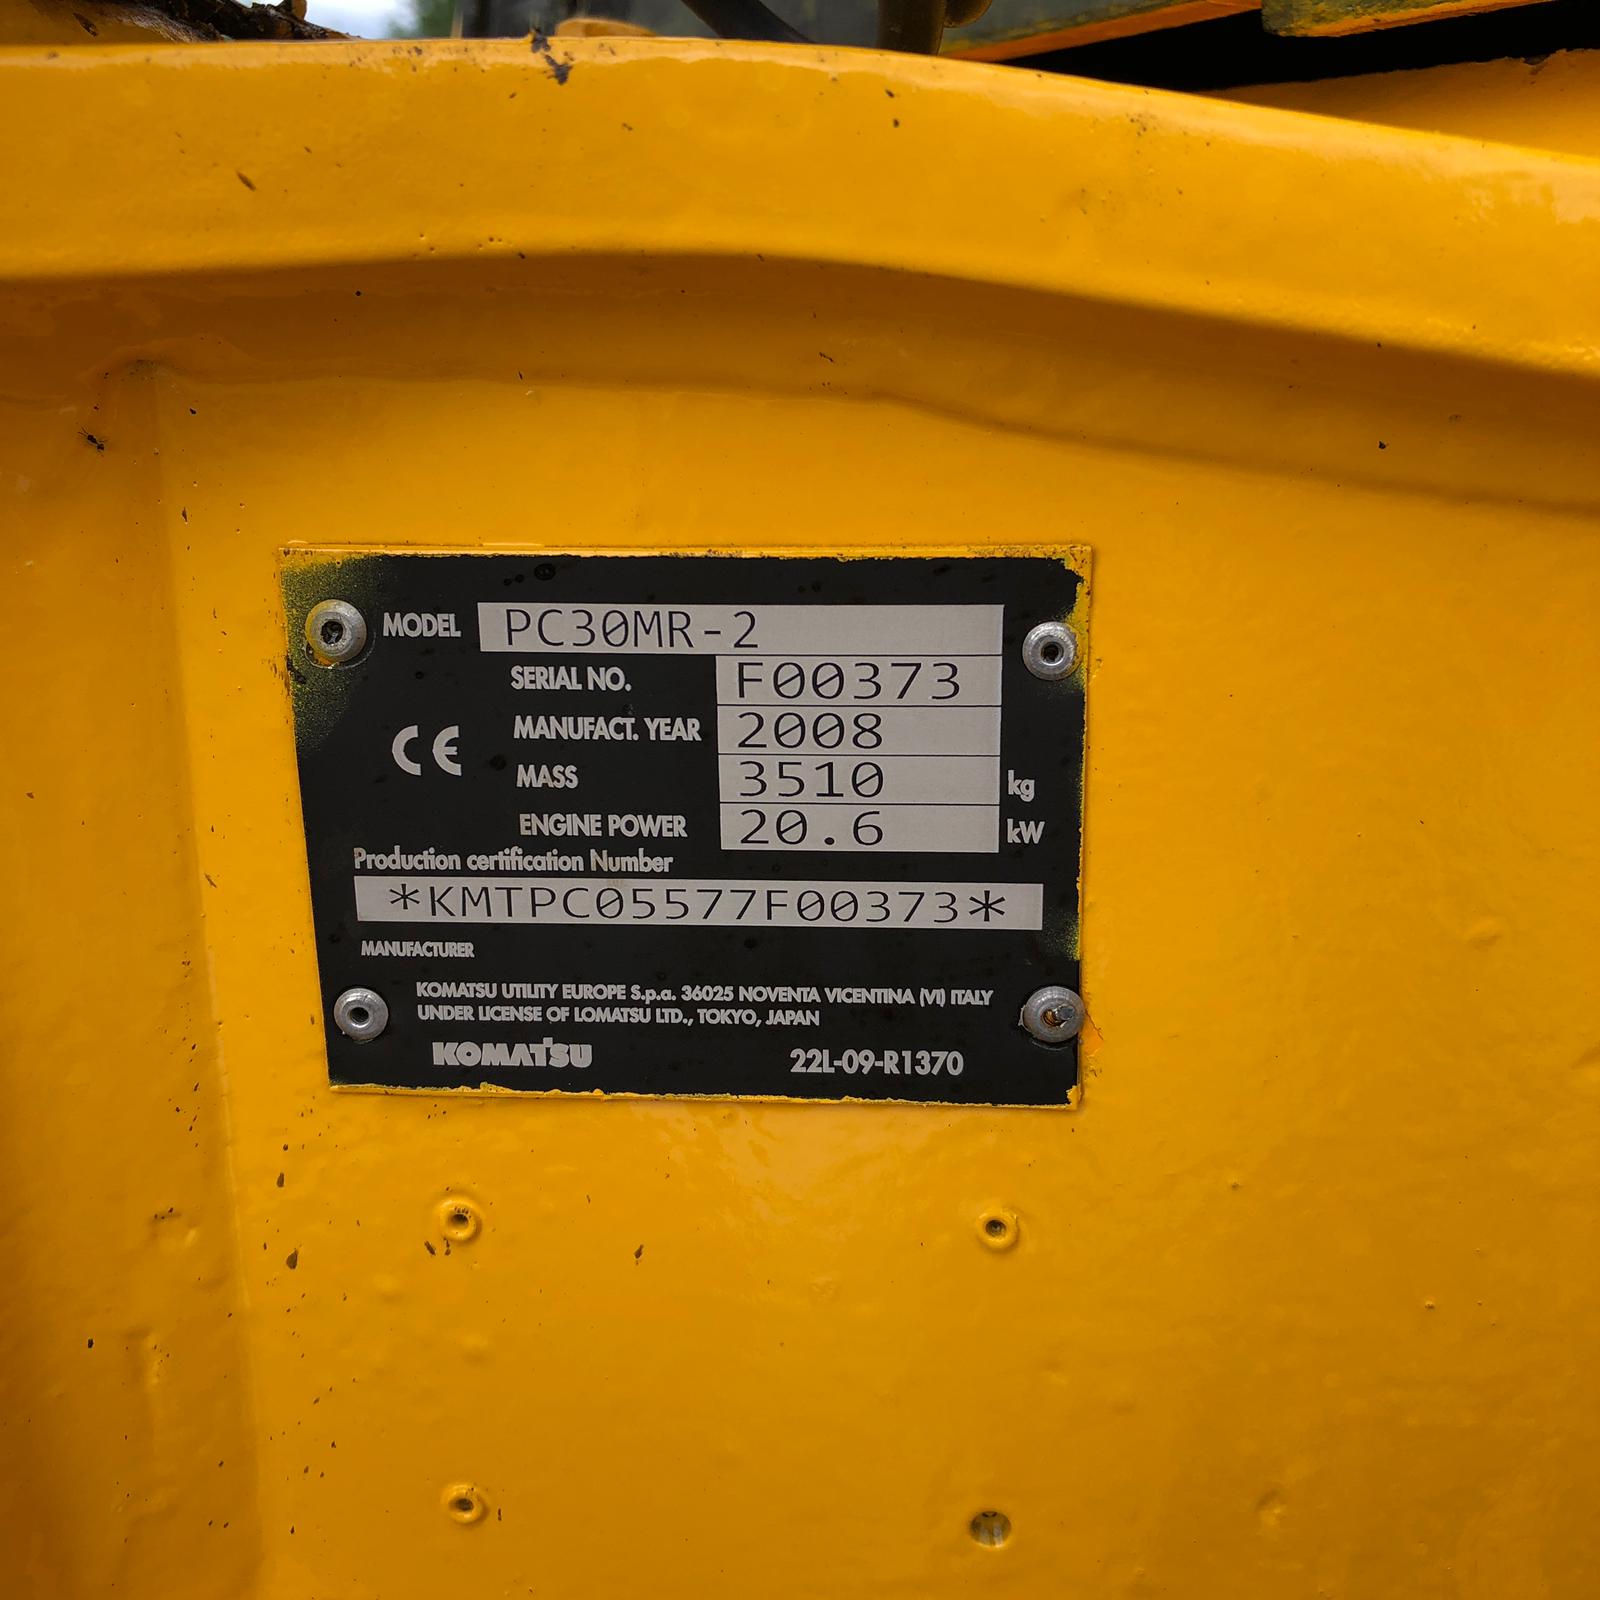 MODEL PC30MR-2
SERIAL NO. F00373
MANUFACT. YEAR 2008
CE
MASS 3510 kg
ENGINE POWER 20.6 kW
Production certification Number
*KMTPC05577F00373*
MANUFACTURER
KOMATSU UTILITY EUROPE S.p.a. 36025 NOVENTA VICENTINA (VI) ITALY
UNDER LICENSE OF LOMATSU LTD., TOKYO, JAPAN
KOMATSU 22L-09-R1370